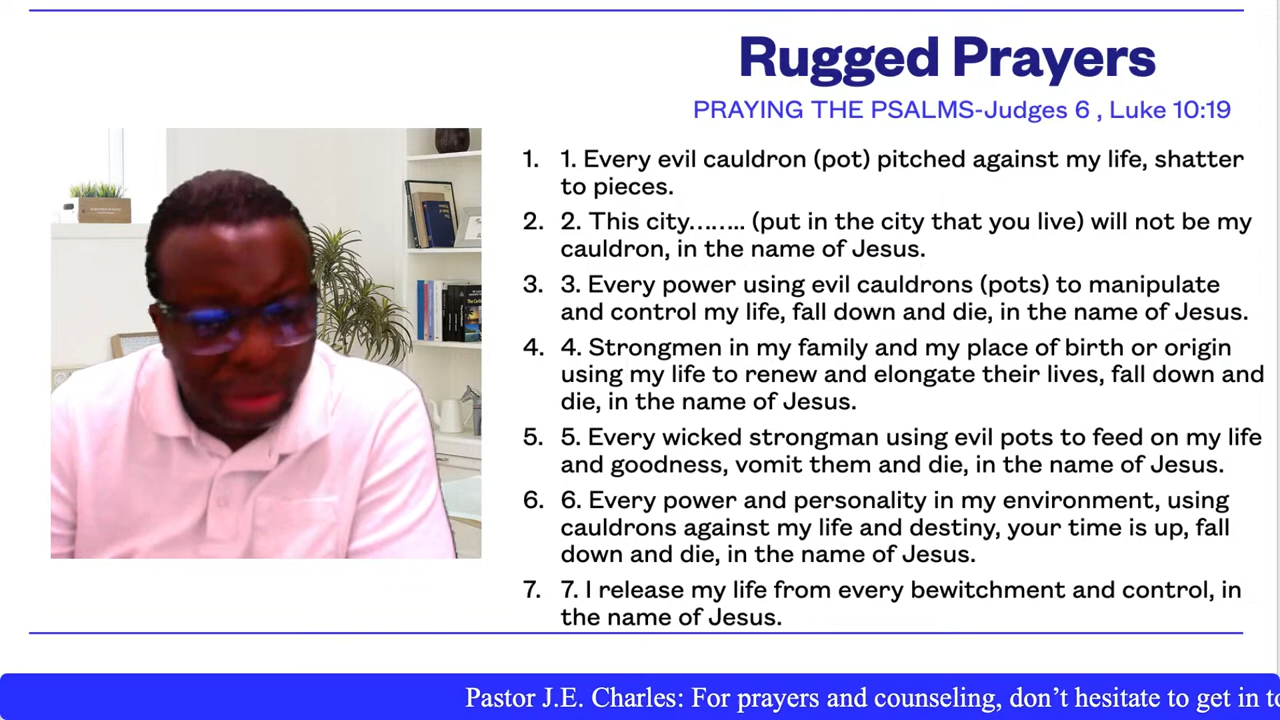 Rugged Prayers
PRAYING THE PSALMS-Judges 6 , Luke 10:19
1. 1. Every evil cauldron (pot) pitched against my life, shatter
to pieces.
2. 2. This city…….. (put in the city that you live) will not be my
cauldron, in the name of Jesus.
3. 3. Every power using evil cauldrons (pots) to manipulate
and control my life, fall down and die, in the name of Jesus.
4. 4. Strongmen in my family and my place of birth or origin
using my life to renew and elongate their lives, fall down and
die, in the name of Jesus.
5. 5. Every wicked strongman using evil pots to feed on my life
and goodness, vomit them and die, in the name of Jesus.
6. 6. Every power and personality in my environment, using
cauldrons against my life and destiny, your time is up, fall
down and die, in the name of Jesus.
7. 7. I release my life from every bewitchment and control, in
the name of Jesus.
Pastor J.E. Charles: For prayers and counseling, don’t hesitate to get in to